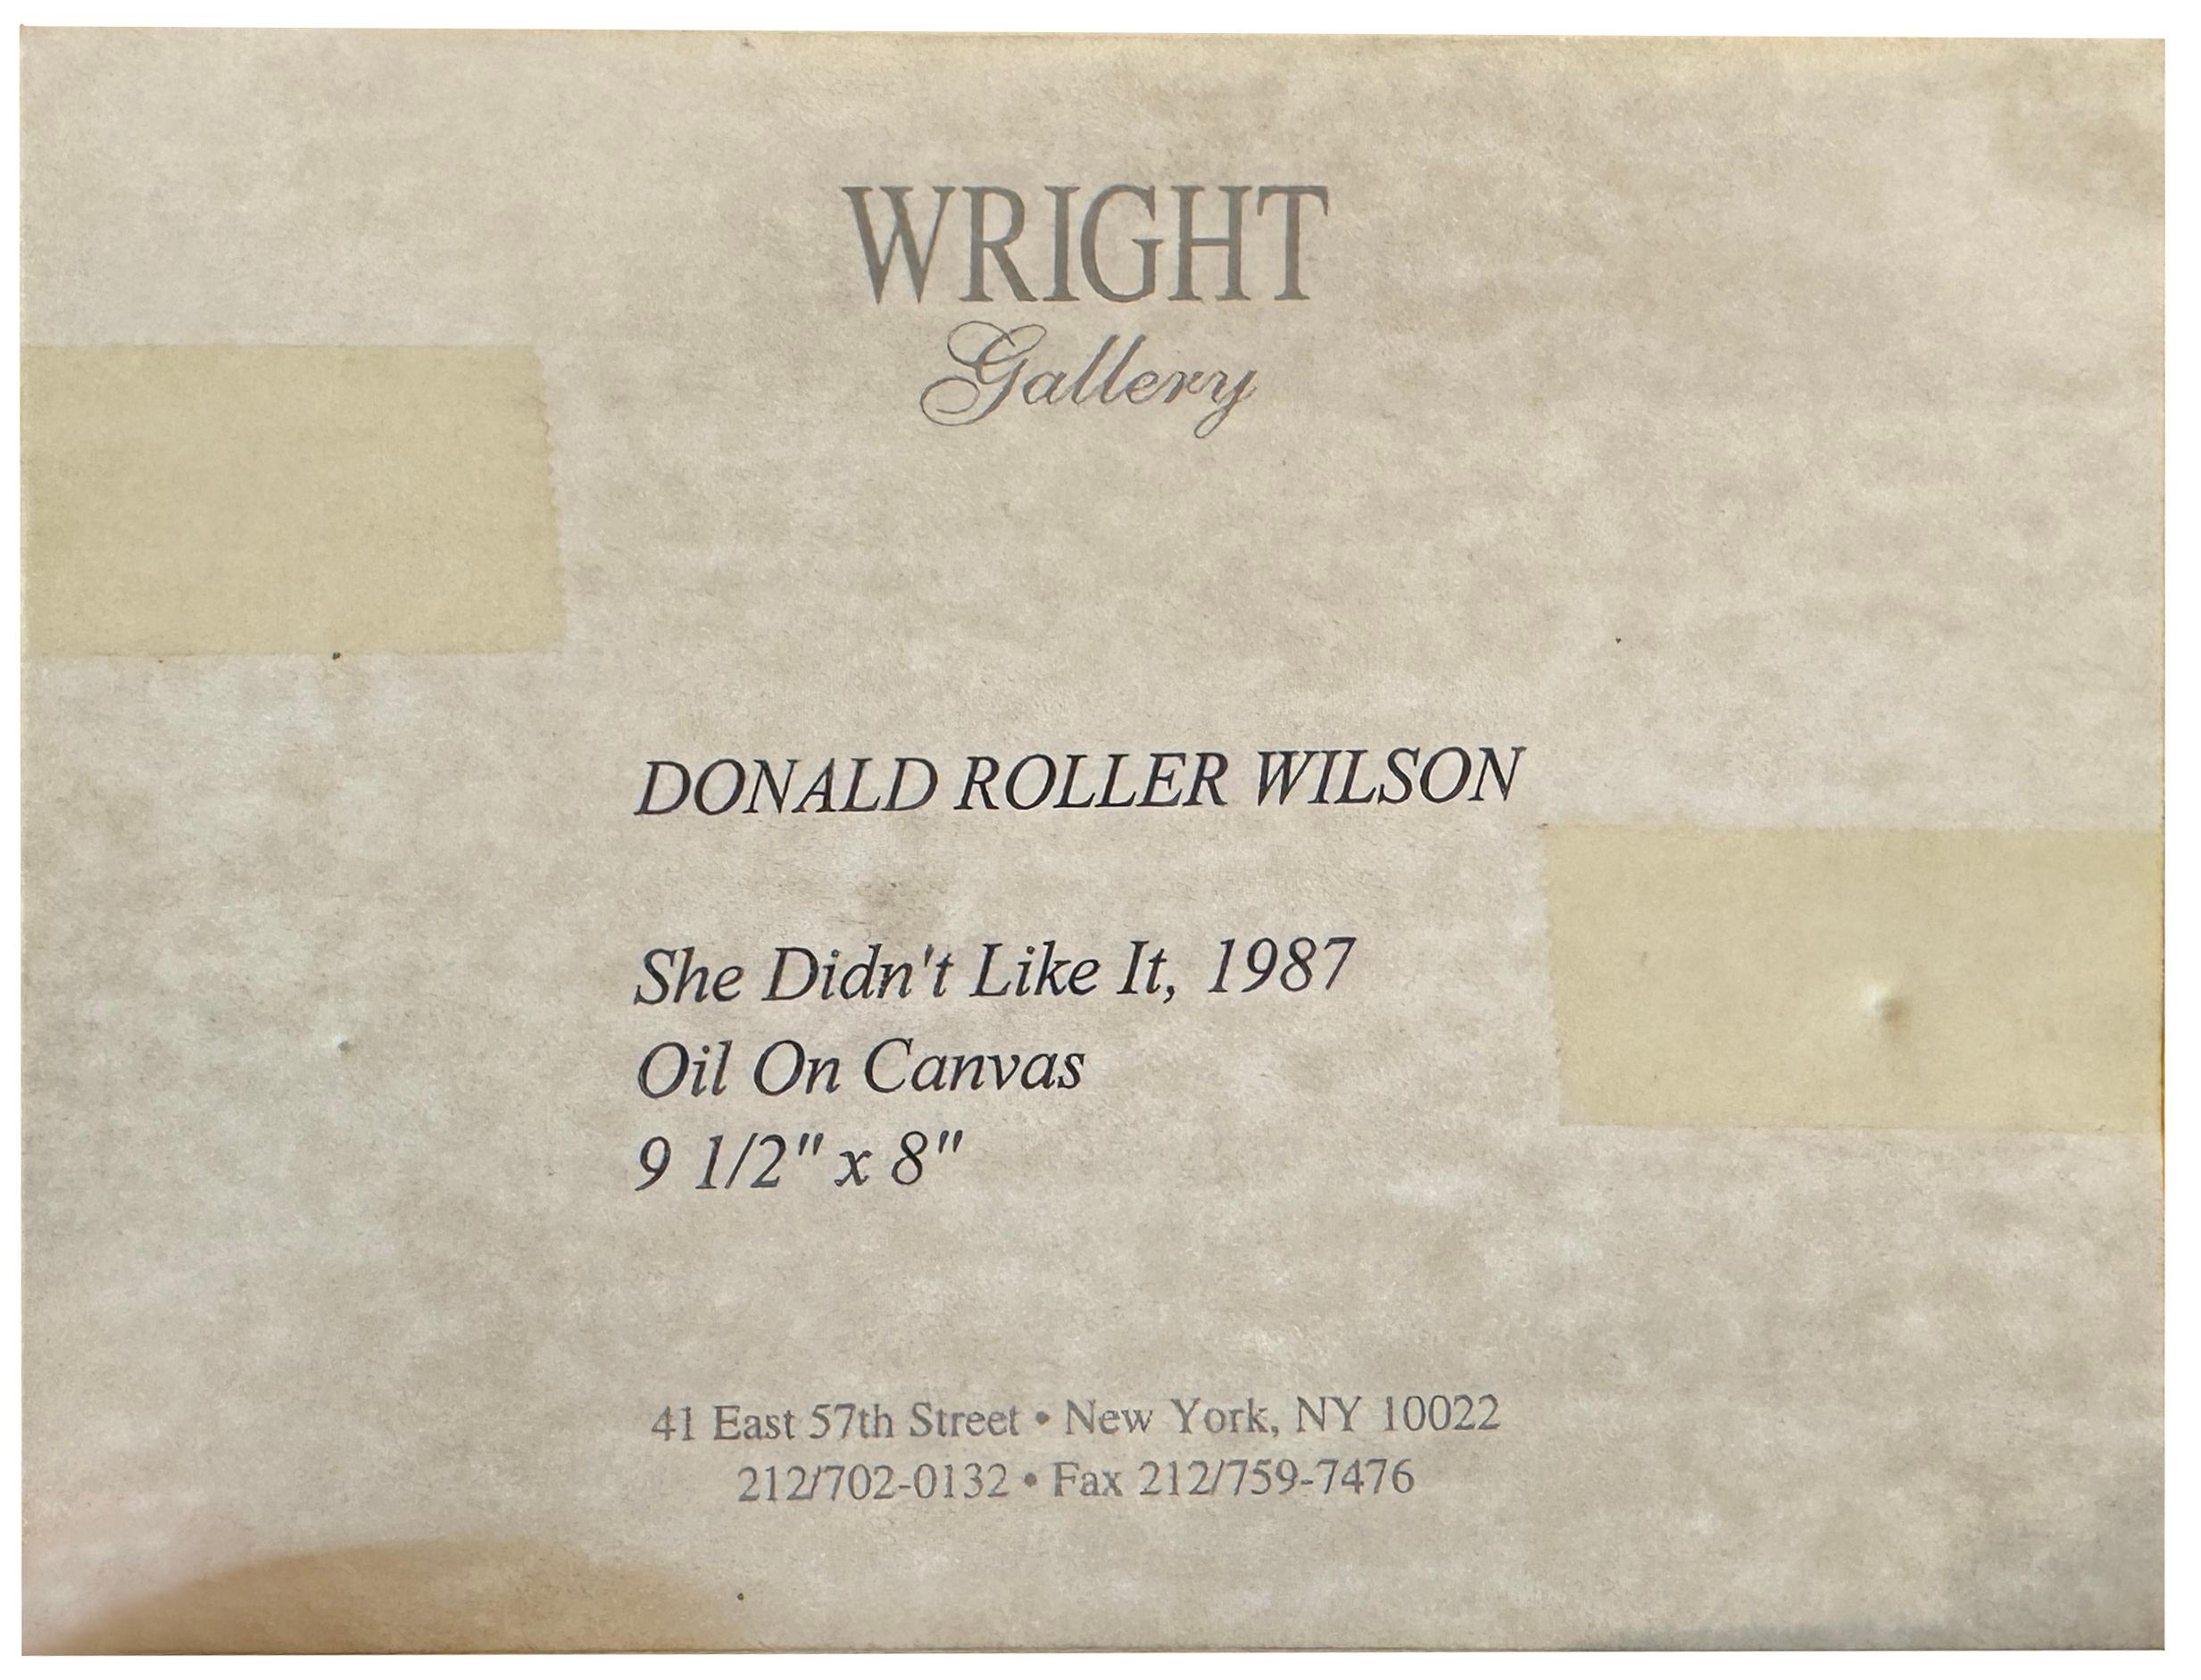 WRIGHT
Gallery
DONALD ROLLER WILSON
She Didn't Like It, 1987
Oil On Canvas
9 1/2" x 8"
41 East 57th Street • New York, NY 10022
212/702-0132 • Fax 212/759-7476